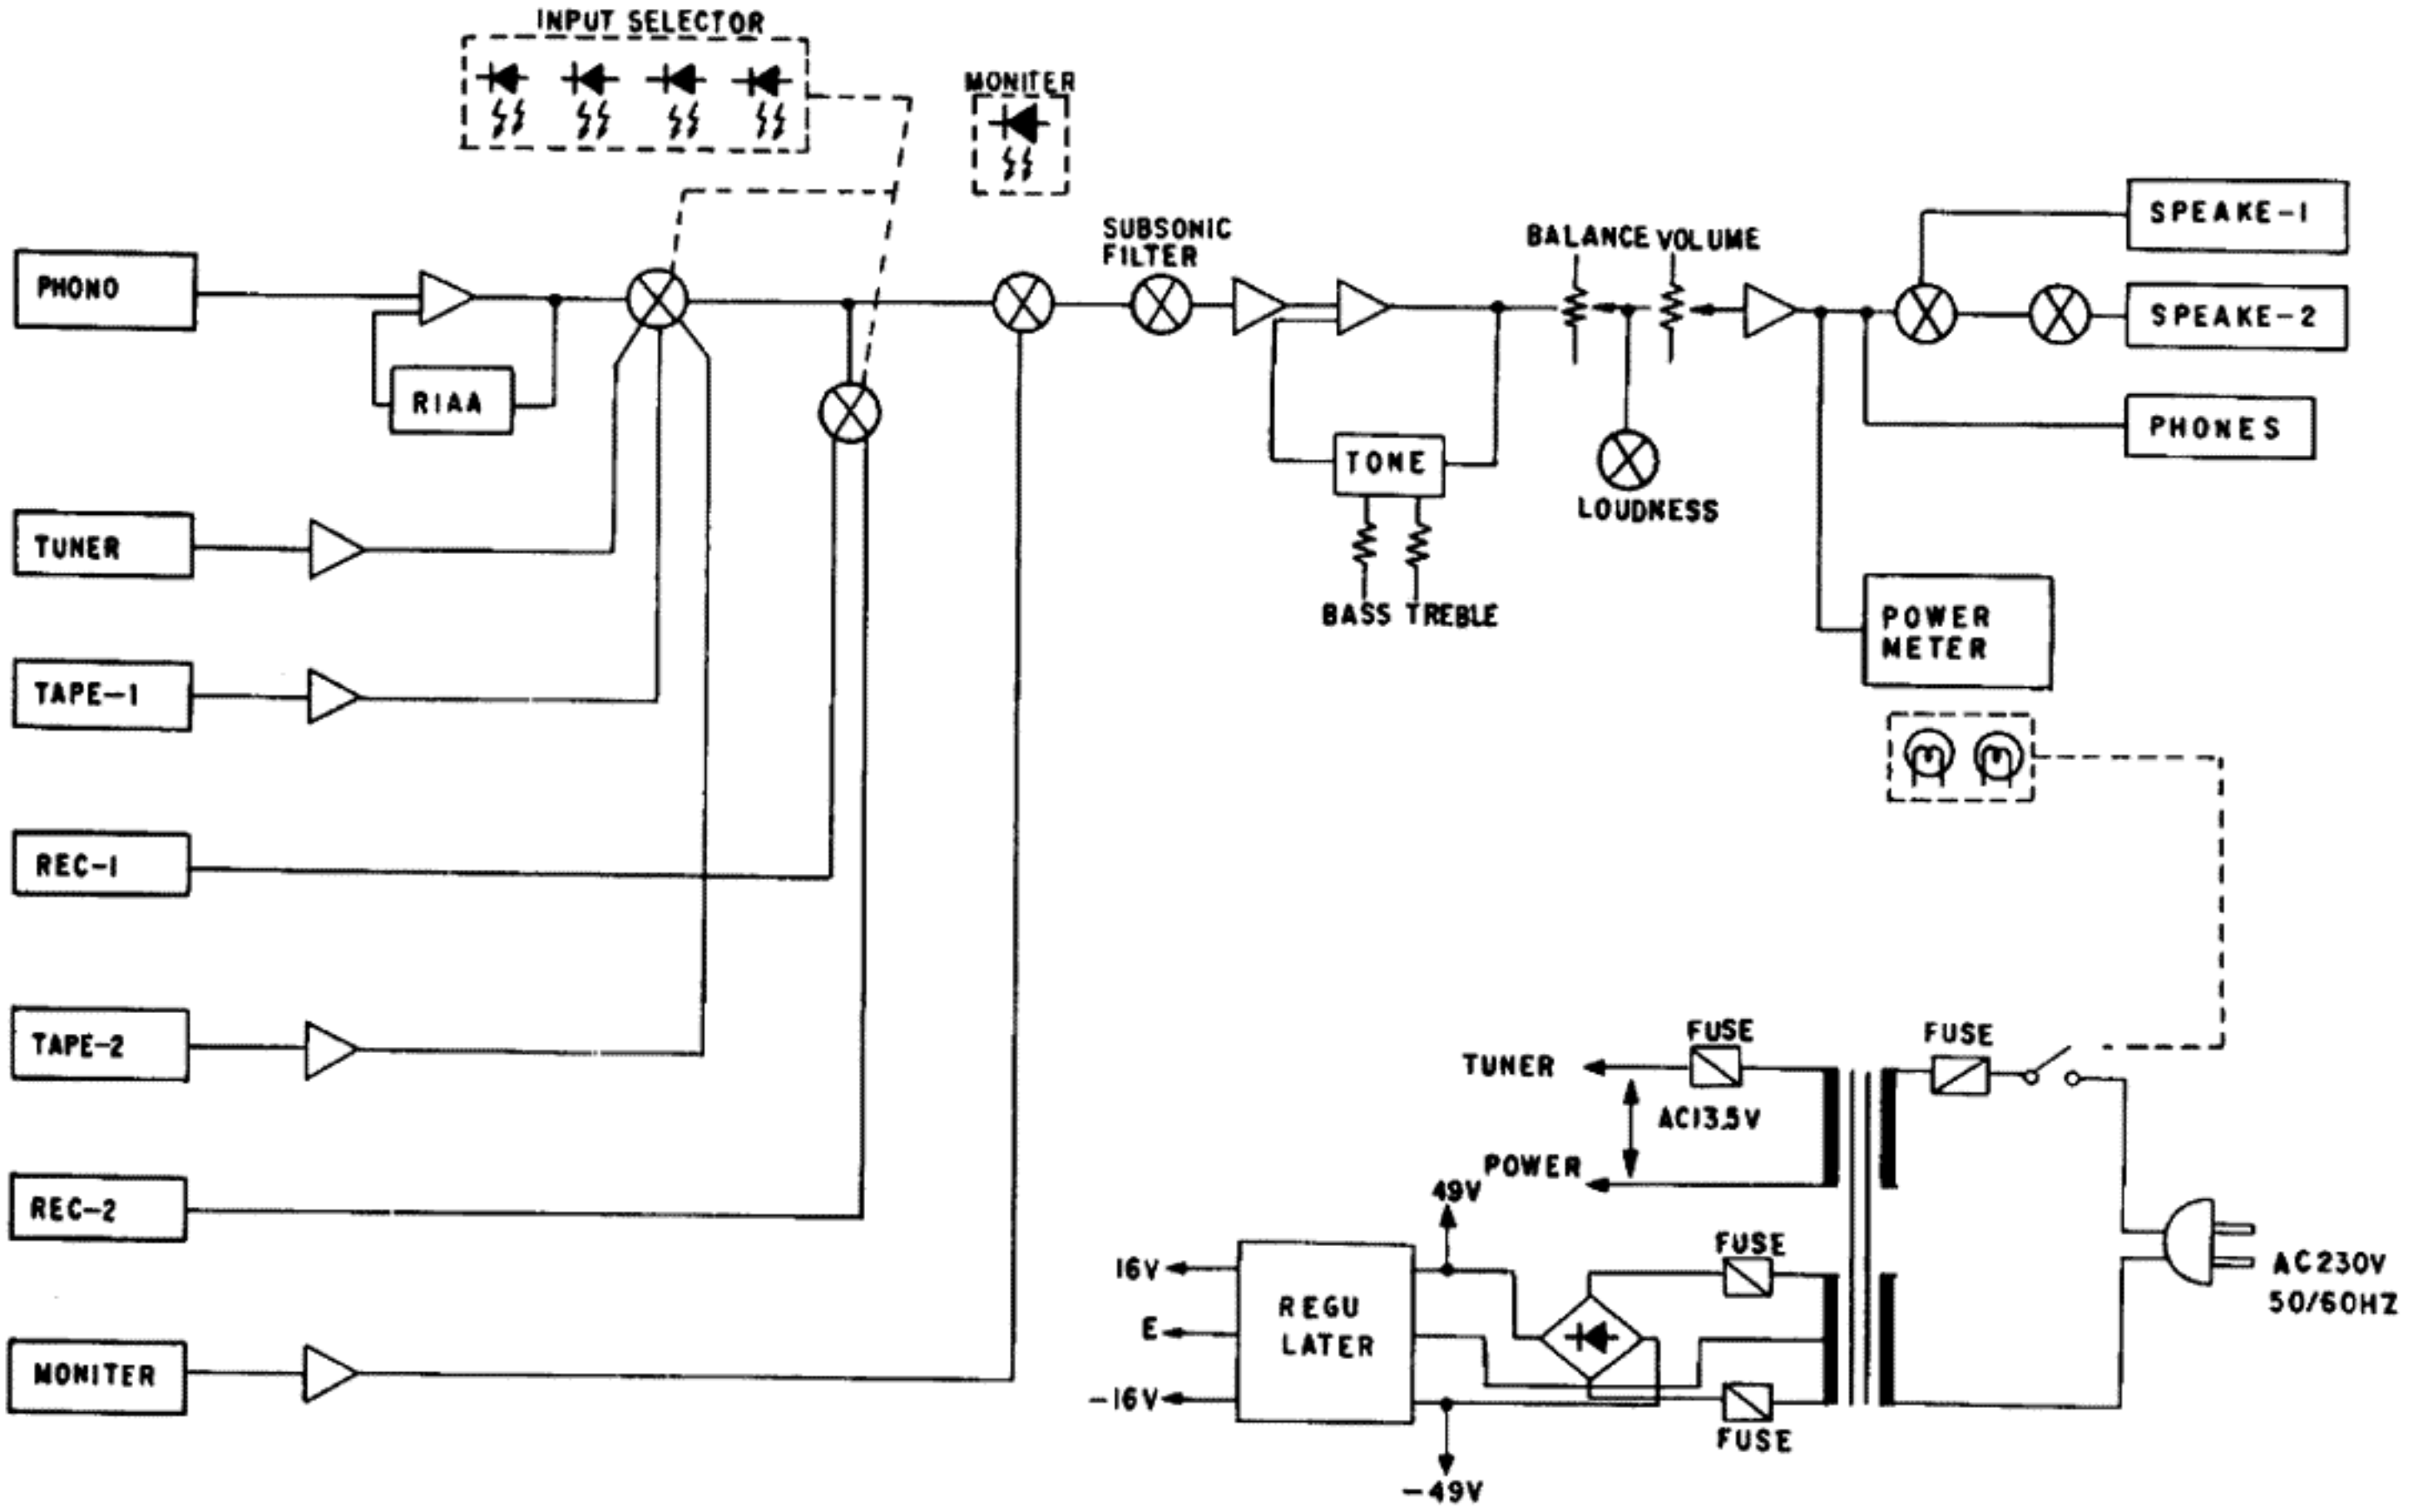 INPUT SELECTOR
MONITER
SUBSONIC
FILTER
BALANCE VOLUME
SPEAKE-1
PHONO
SPEAKE-2
RIAA
PHONES
TONE
LOUDNESS
TUNER
BASS TREBLE
POWER
METER
TAPE-1
REC-1
TAPE-2
FUSE
FUSE
TUNER
AC13.5V
POWER
49V
REC-2
FUSE
16V
AC230V
50/60HZ
REGU
LATER
E
MONITER
-16V
FUSE
-49V